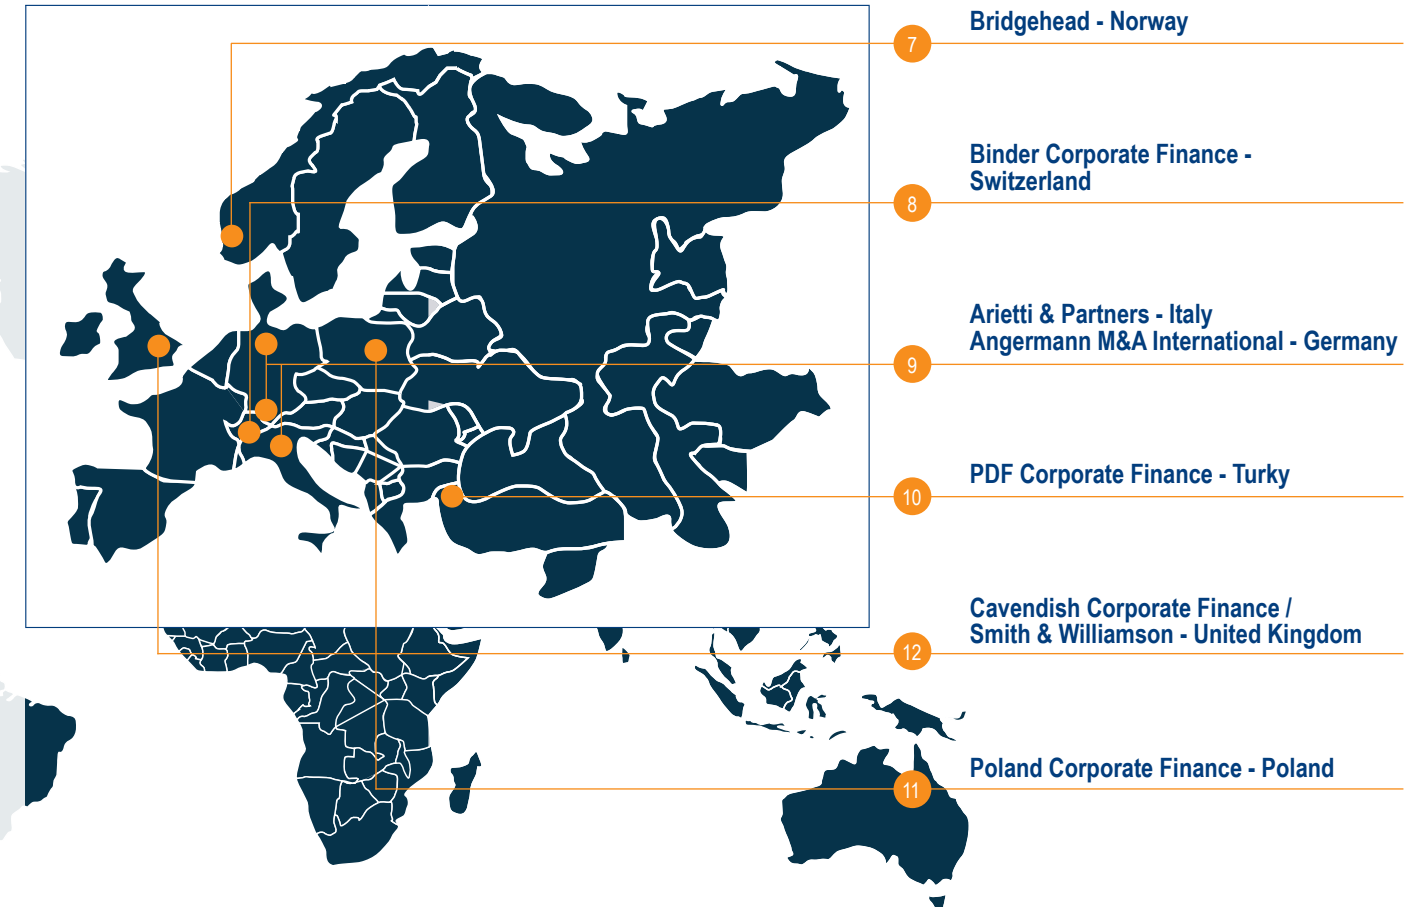 Bridgehead - Norway
7
Binder Corporate Finance -
Switzerland
8
Arietti & Partners - Italy
Angermann M&A International - Germany
9
PDF Corporate Finance - Turky
10
Cavendish Corporate Finance /
Smith & Williamson - United Kingdom
12
Poland Corporate Finance - Poland
11